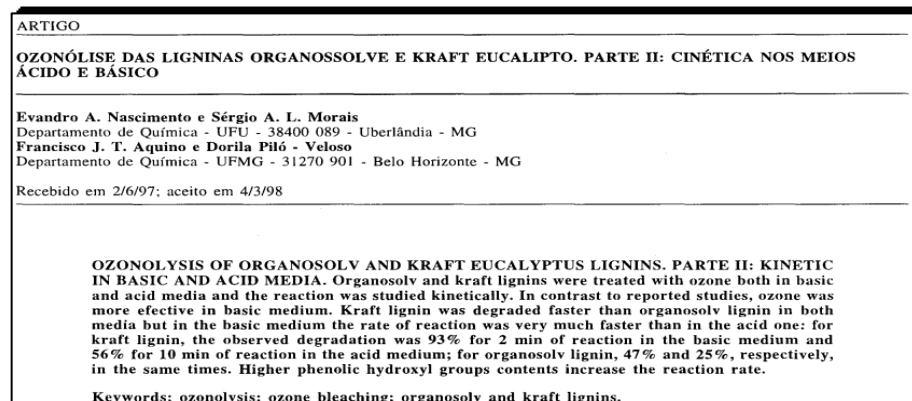 ARTIGO
OZONÓLISE DAS LIGNINAS ORGANOSSOLVE E KRAFT EUCALIPTO. PARTE II: CINÉTICA NOS MEIOS
ÁCIDO E BÁSICO
Evandro A. Nascimento e Sérgio A. L. Morais
Departamento de Química - UFU - 38400 089 - Uberlândia - MG
Francisco J. T. Aquino e Dorila Piló - Veloso
Departamento de Química - UFMG - 31270 901 - Belo Horizonte - MG
Recebido em 2/6/97; aceito em 4/3/98
OZONOLYSIS OF ORGANOSOLV AND KRAFT EUCALYPTUS LIGNINS. PARTE II: KINETIC
IN BASIC AND ACID MEDIA. Organosolv and kraft lignins were treated with ozone both in basic
and acid media and the reaction was studied kinetically. In contrast to reported studies, ozone was
more efective in basic medium. Kraft lignin was degraded faster than organosolv lignin in both
media but in the basic medium the rate of reaction was very much faster than in the acid one: for
kraft lignin, the observed degradation was 93% for 2 min of reaction in the basic medium and
56% for 10 min of reaction in the acid medium; for organosolv lignin, 47% and 25%, respectively,
in the same times. Higher phenolic hydroxyl groups contents increase the reaction rate.
Keywords: ozonolysis; ozone bleaching; organosolv and kraft lignins.